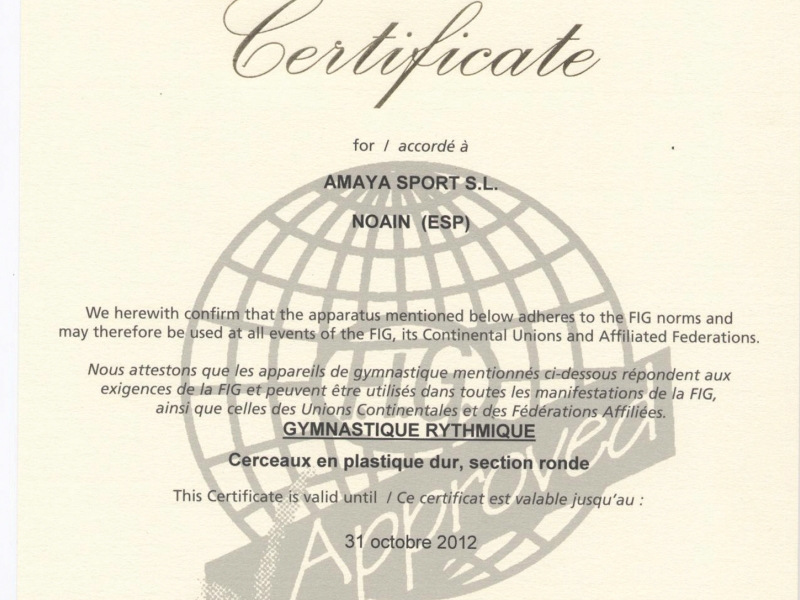 Certificate
for / accordé à
AMAYA SPORT S.L.
NOAIN (ESP)
We herewith confirm that the apparatus mentioned below adheres to the FIG norms and
may therefore be used at all events of the FIG, its Continental Unions and Affiliated Federations.
FIG
Nous attestons que les appareils de gymnastique mentionnés ci-dessous répondent aux
exigences de la FIG et peuvent être utilisés dans toutes les manifestations de la FIG,
ainsi que celles des Unions Continentales et des Fédérations Affiliées.
GYMNASTIQUE RYTHMIQUE
Cerceaux en plastique dur, section ronde
This Certificate is valid until / Ce certificat est valable jusqu'au :
Approved
31 octobre 2012